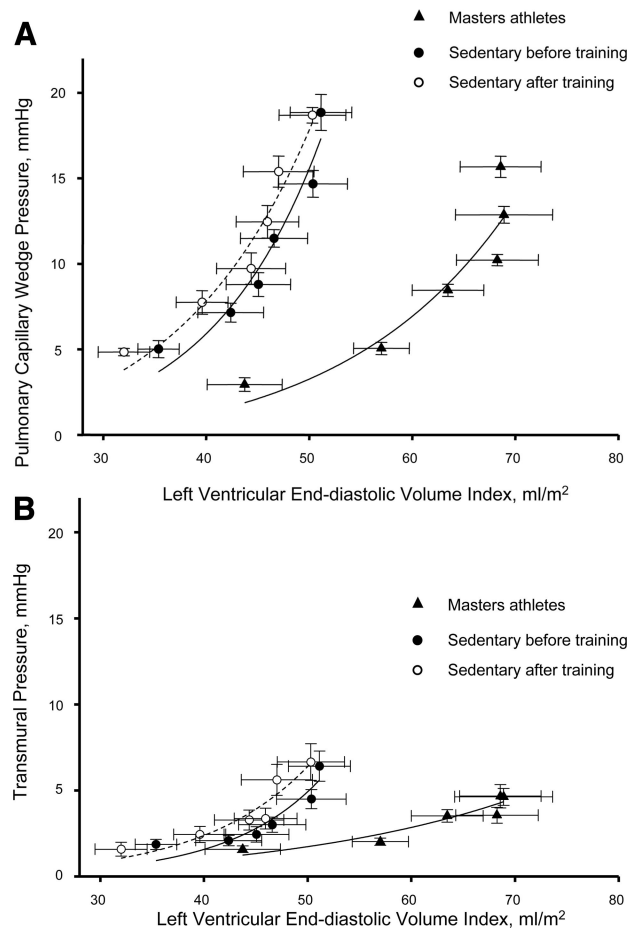 A
Masters athletes
Sedentary before training
Sedentary after training
Pulmonary Capillary Wedge Pressure, mmHg
20
15
10
5
0
30 40 50 60 70 80
Left Ventricular End-diastolic Volume Index, ml/m²
B
Transmural Pressure, mmHg
20
15
10
5
0
Masters athletes
Sedentary before training
Sedentary after training
30 40 50 60 70 80
Left Ventricular End-diastolic Volume Index, ml/m²